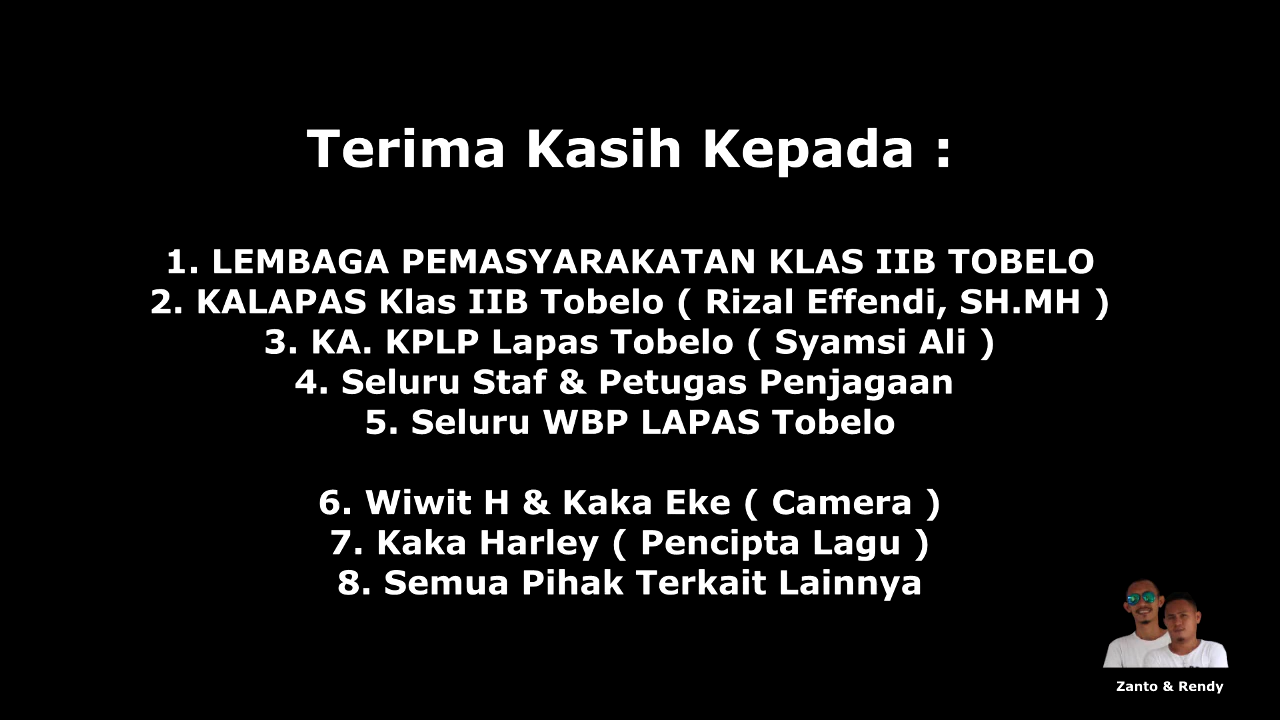 Terima Kasih Kepada :
1. LEMBAGA PEMASYARAKATAN KLAS IIB TOBELO
2. KALAPAS Klas IIB Tobelo ( Rizal Effendi, SH.MH )
3. KA. KPLP Lapas Tobelo ( Syamsi Ali )
4. Seluru Staf & Petugas Penjagaan
5. Seluru WBP LAPAS Tobelo
6. Wiwit H & Kaka Eke ( Camera )
7. Kaka Harley ( Pencipta Lagu )
8. Semua Pihak Terkait Lainnya
Zanto & Rendy